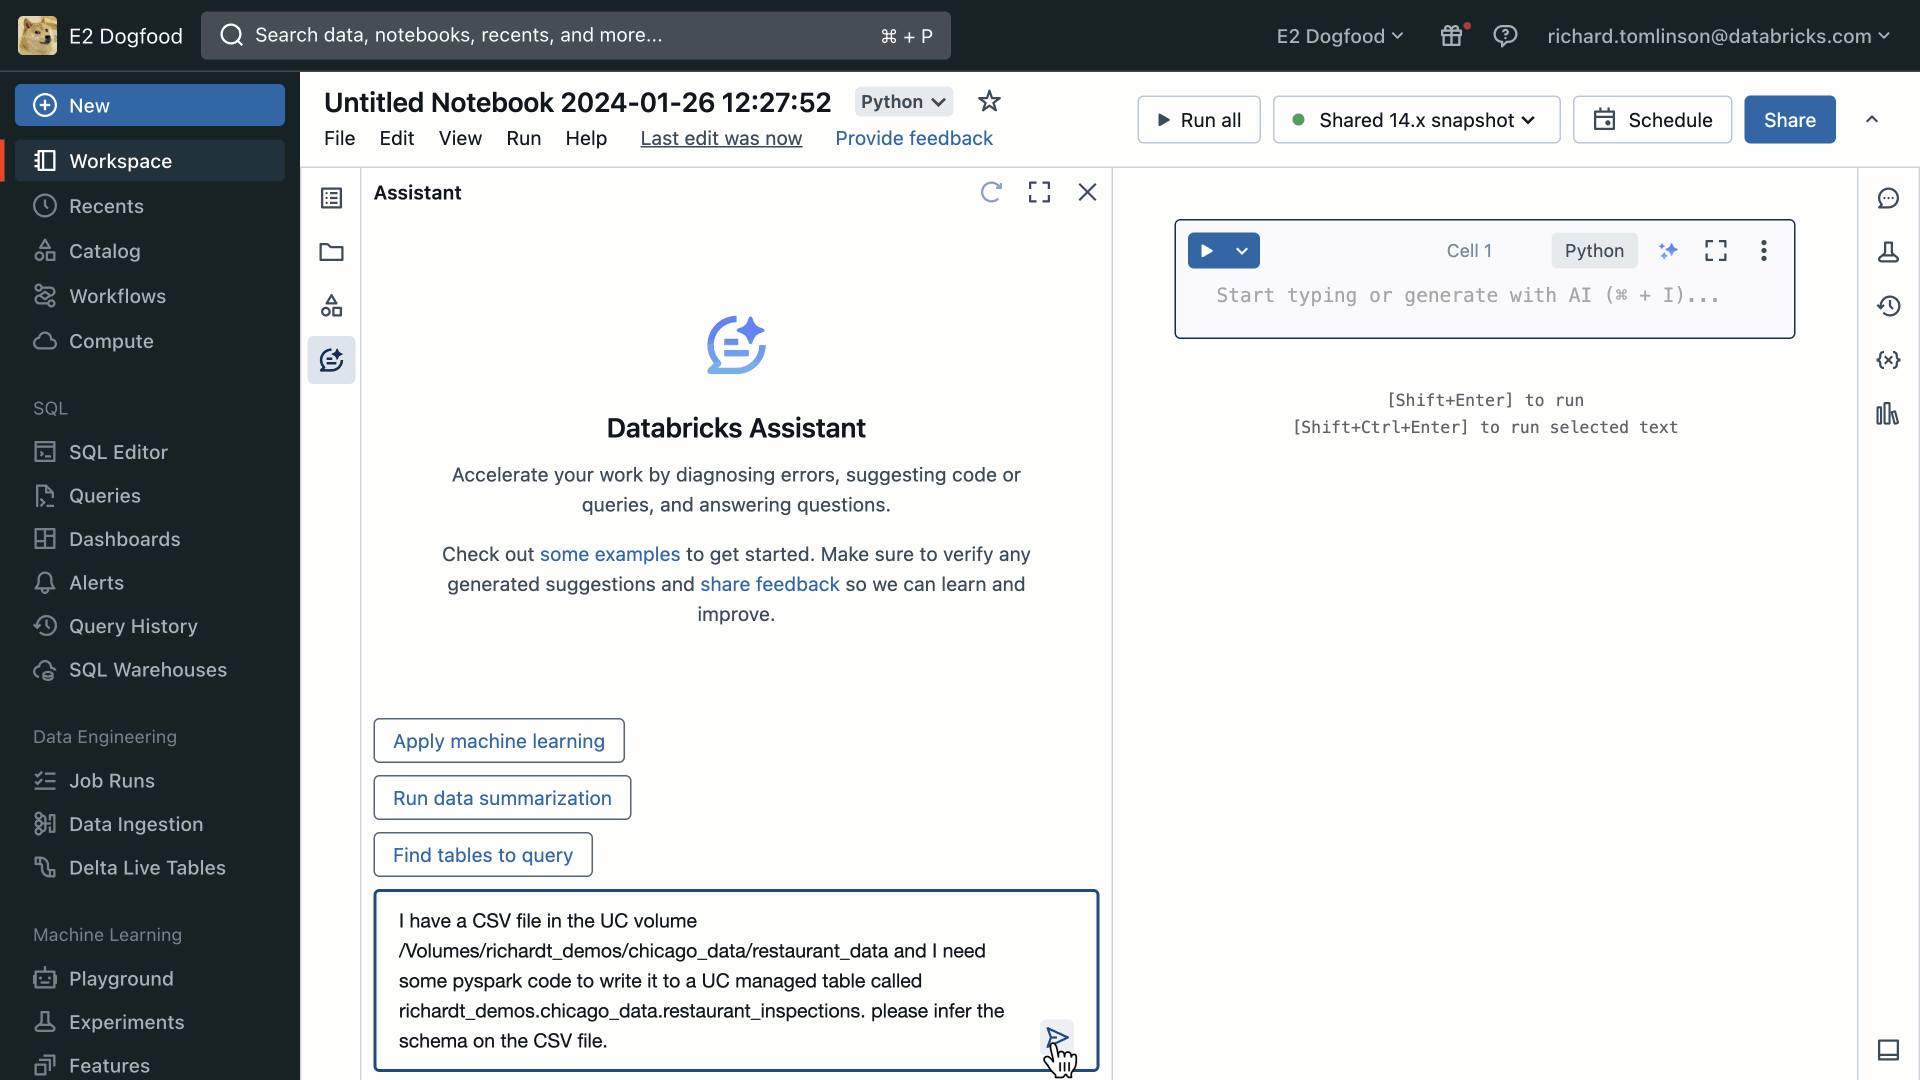 E2 Dogfood
Search data, notebooks, recents, and more...
⌘ + P
E2 Dogfood
richard.tomlinson@databricks.com
New
Workspace
Recents
Catalog
Workflows
Compute
SQL
SQL Editor
Queries
Dashboards
Alerts
Query History
SQL Warehouses
Data Engineering
Job Runs
Data Ingestion
Delta Live Tables
Machine Learning
Playground
Experiments
Features
Untitled Notebook 2024-01-26 12:27:52
Python
File Edit View Run Help Last edit was now Provide feedback
Run all
Shared 14.x snapshot
Schedule
Share
Assistant
Databricks Assistant
Accelerate your work by diagnosing errors, suggesting code or
queries, and answering questions.
Check out some examples to get started. Make sure to verify any
generated suggestions and share feedback so we can learn and
improve.
Apply machine learning
Run data summarization
Find tables to query
I have a CSV file in the UC volume
/Volumes/richardt_demos/chicago_data/restaurant_data and I need
some pyspark code to write it to a UC managed table called
richardt_demos.chicago_data.restaurant_inspections. please infer the
schema on the CSV file.
Cell 1
Python
Start typing or generate with AI (⌘ + I)...
[Shift+Enter] to run
[Shift+Ctrl+Enter] to run selected text